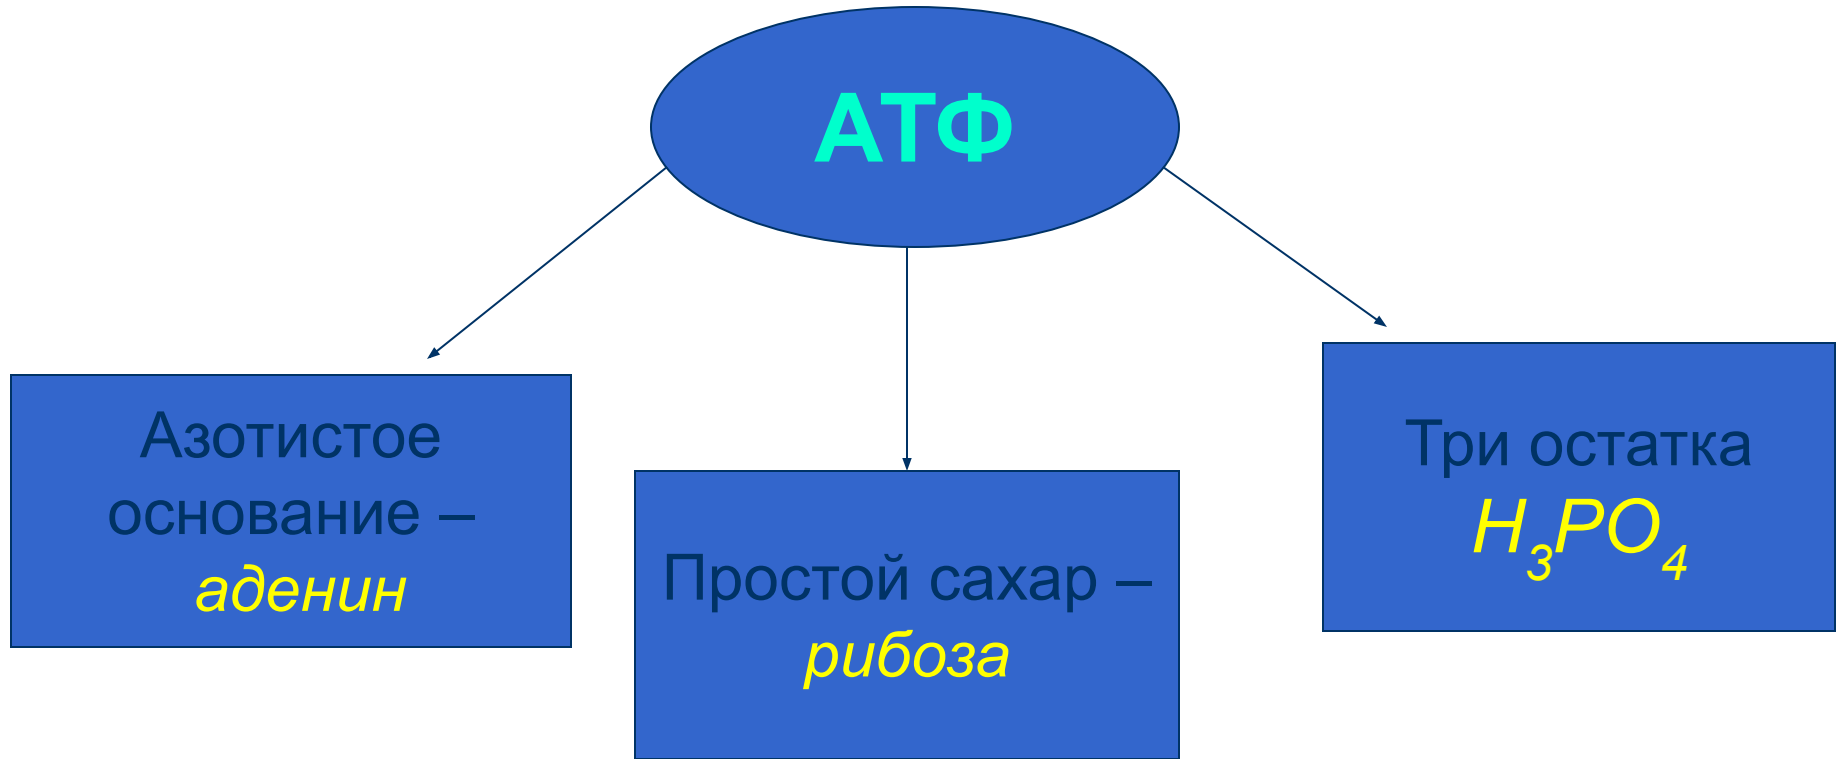 АТФ
Азотистое
основание –
аденин
Простой сахар –
рибоза
Три остатка
H₃PO₄